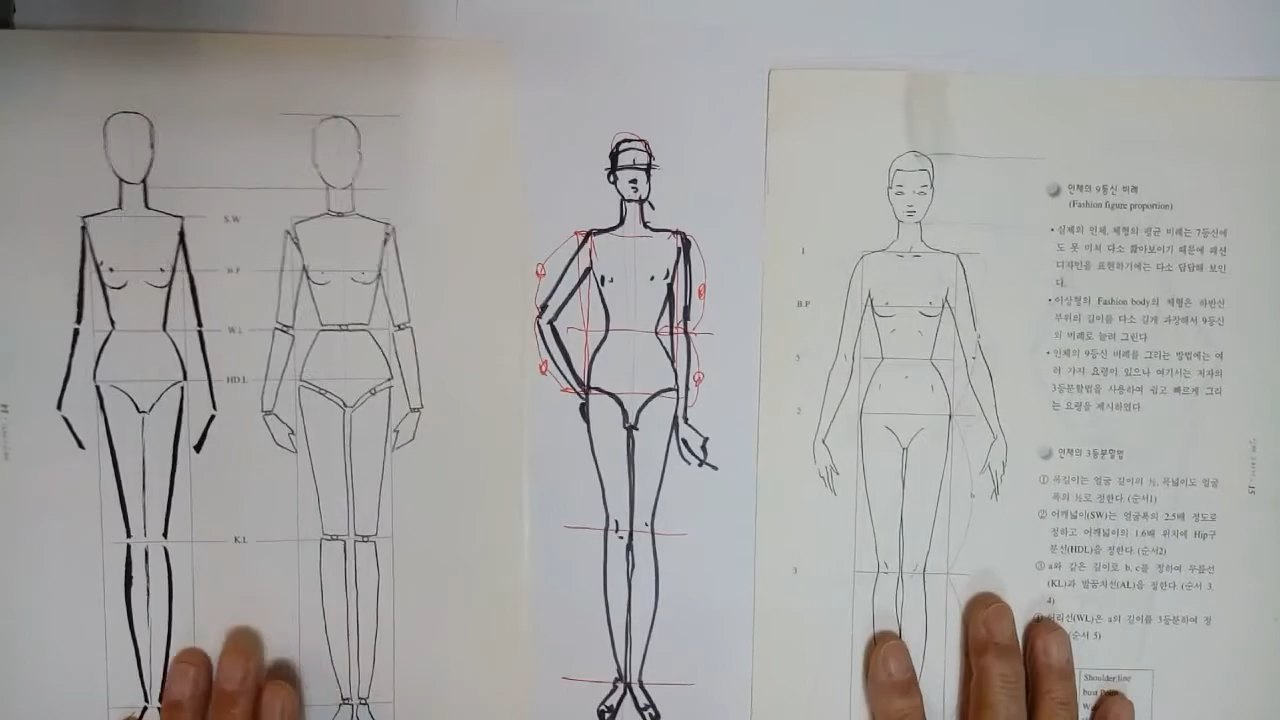 S.W
B.P
W.L
HD.L
K.L
1
B.P
5
2
3
b
인체의 9등신 비례
(Fashion figure proportion)
• 실제의 인체 체형의 평균 비례는 7등신에
도 못 미쳐 다소 짧아보이기 때문에 패션
디자인을 표현하기에는 다소 답답해 보인
다.
• 이상형의 Fashion body의 체형은 하반신
부위의 길이를 다소 길게 과장해서 9등신
의 비례로 늘려 그린다
• 인체의 9등신 비례를 그리는 방법에는 여
러 가지 요령이 있으나 여기서는 저자의
3등분할법을 사용하여 쉽고 빠르게 그리
는 요령을 제시하였다.
인체의 3등분할법
① 목길이는 얼굴 길이의 ½, 목넓이도 얼굴
폭의 ½로 정한다. (순서1)
② 어깨넓이(SW)는 얼굴폭의 2.5배 정도로
정하고 어깨넓이의 1.6배 위치에 Hip구
분선(HDL)을 정한다. (순서2)
③ a와 같은 길이로 b, c를 정하여 무릎선
(KL)과 발꿈치선(AL)을 정한다. (순서 3,
4)
허리선(WL)은 a의 길이를 3등분하여 정
(순서 5)
Shoulder line
bust
15